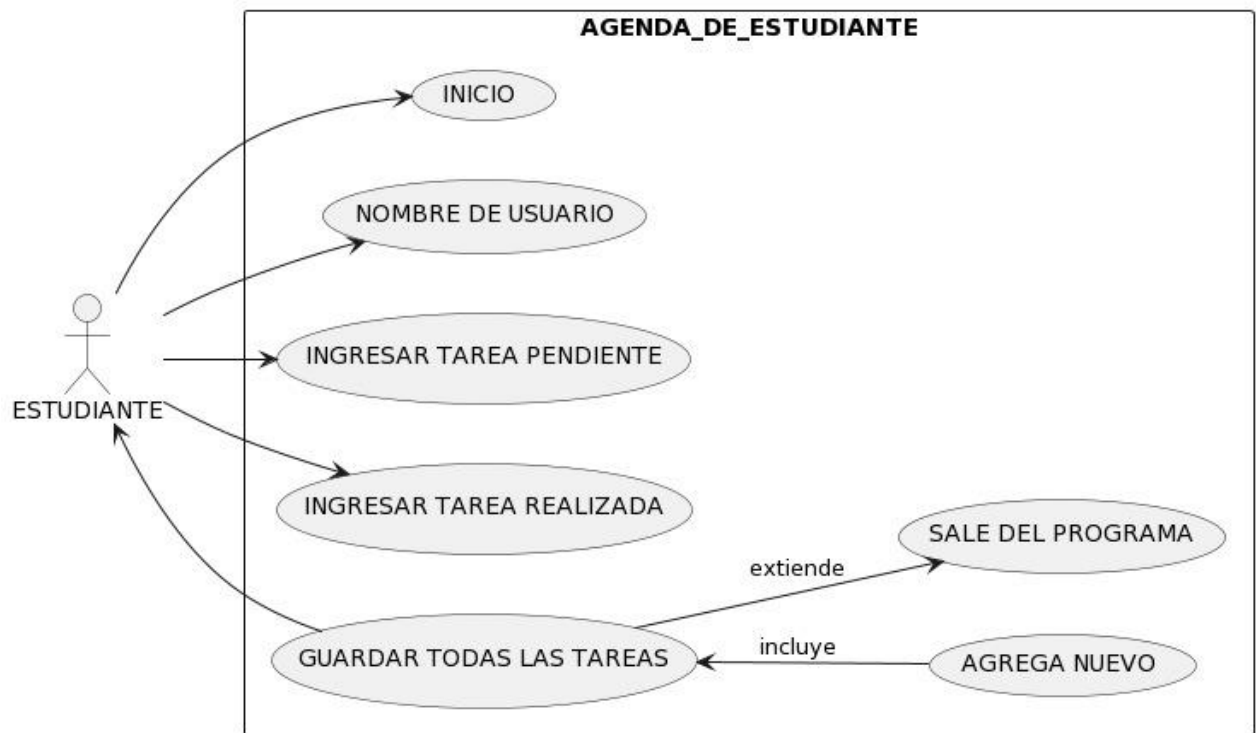 AGENDA_DE_ESTUDIANTE
INICIO
NOMBRE DE USUARIO
INGRESAR TAREA PENDIENTE
ESTUDIANTE
INGRESAR TAREA REALIZADA
SALE DEL PROGRAMA
extiende
incluye
GUARDAR TODAS LAS TAREAS
AGREGA NUEVO